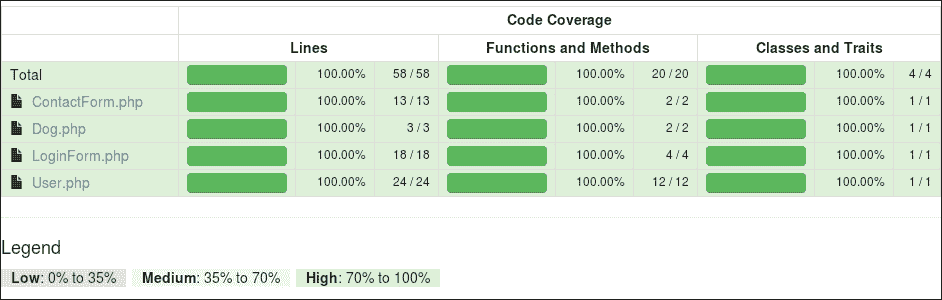 Code Coverage
Lines Functions and Methods Classes and Traits
Total 100.00% 58 / 58 100.00% 20 / 20 100.00% 4 / 4
ContactForm.php 100.00% 13 / 13 100.00% 2 / 2 100.00% 1 / 1
Dog.php 100.00% 3 / 3 100.00% 2 / 2 100.00% 1 / 1
LoginForm.php 100.00% 18 / 18 100.00% 4 / 4 100.00% 1 / 1
User.php 100.00% 24 / 24 100.00% 12 / 12 100.00% 1 / 1
Legend
Low: 0% to 35% Medium: 35% to 70% High: 70% to 100%